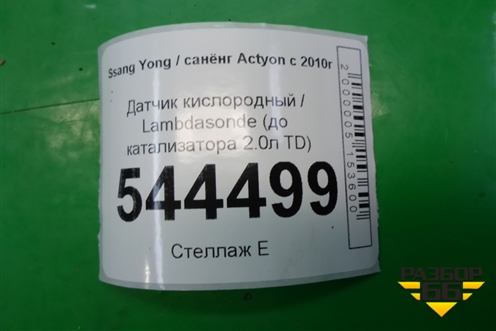 Ssang Yong / санёнг Actyon с 2010г
Датчик кислородный /
Lambdasonde (до
катализатора 2.0л TD)
544499
Стеллаж Е
2000005153600
РАЗБОР
66